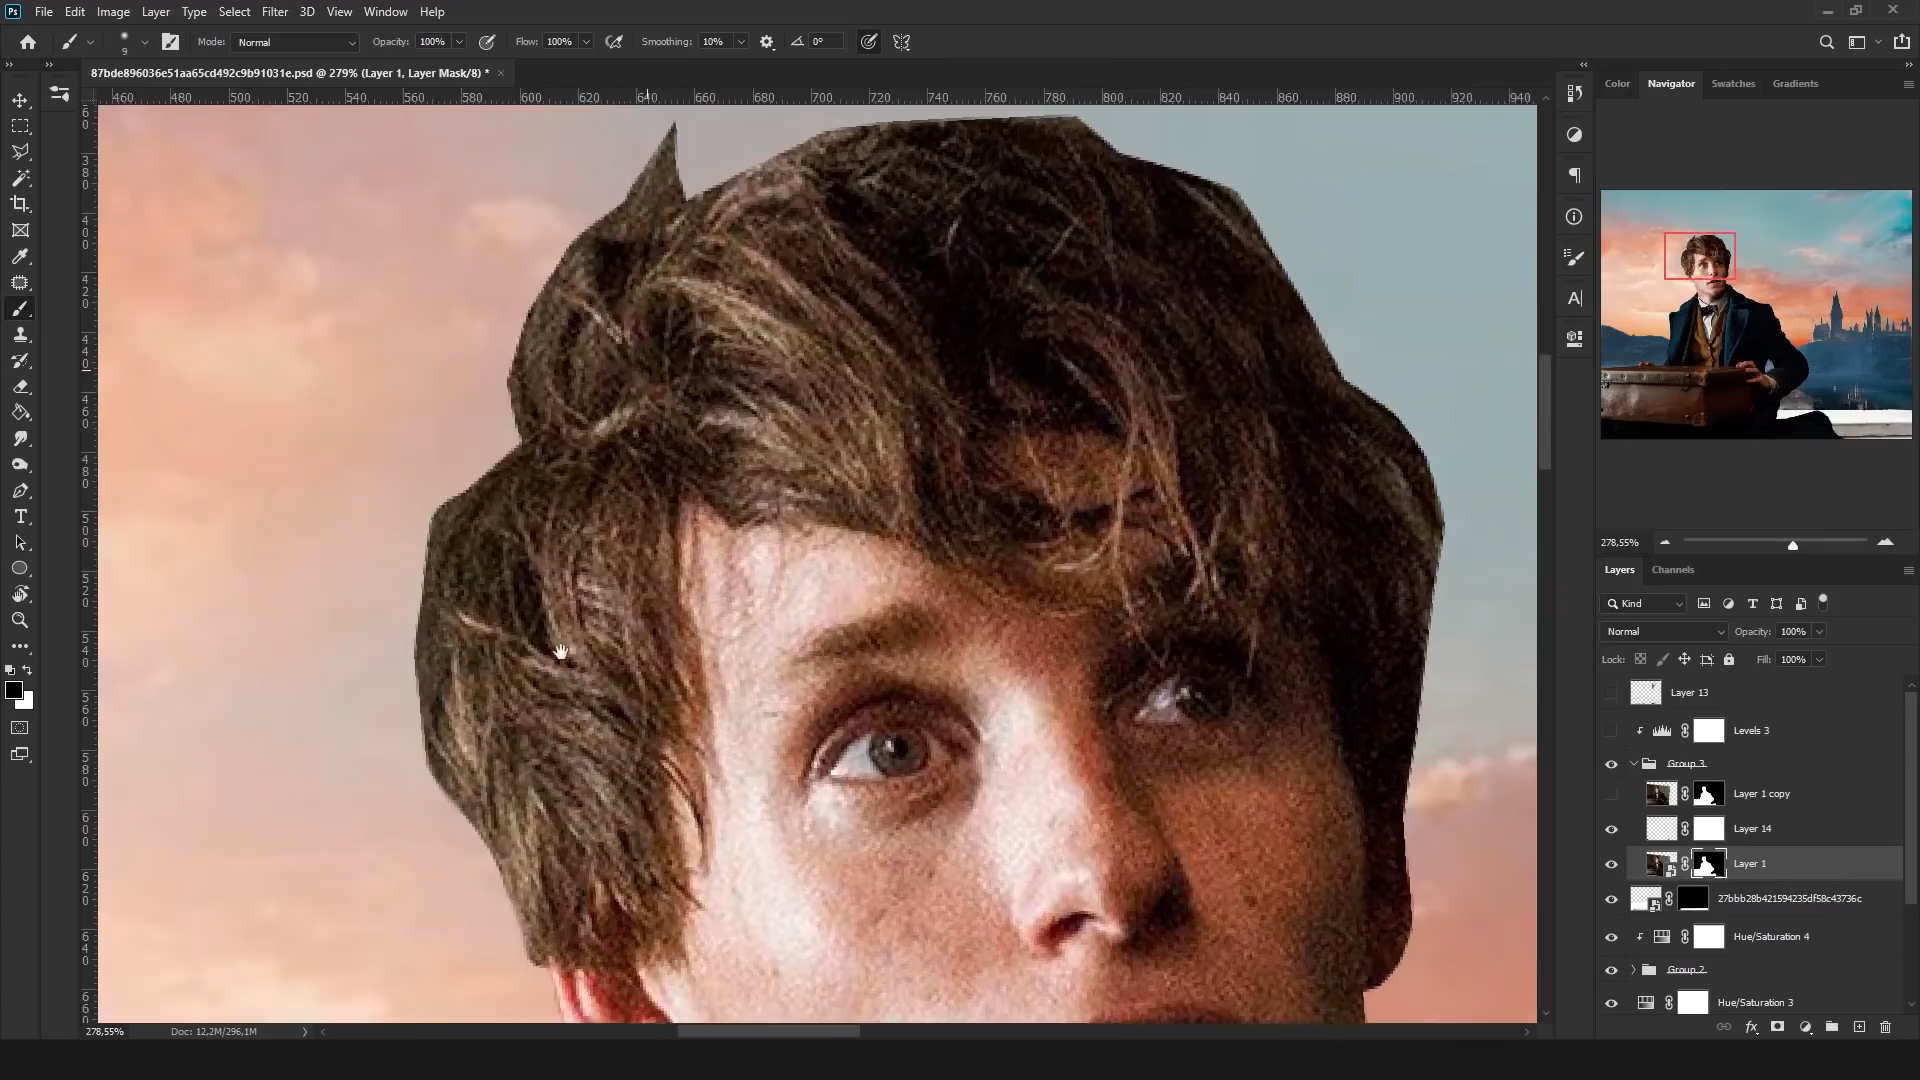 Ps File Edit Image Layer Type Select Filter 3D View Window Help
9 Mode: Normal Opacity: 100% Flow: 100% Smoothing: 10% 0°
87bde896036e51aa65cd492c9b91031e.psd @ 279% (Layer 1, Layer Mask/8) *
460 480 500 520 540 560 580 600 620 640 660 680 700 720 740 760 780 800 820 840 860 880 900 920 940
Color Navigator Swatches Gradients
278,55%
Layers Channels
Kind
Normal Opacity: 100%
Lock: Fill: 100%
Layer 13
Levels 3
Group 3
Layer 1 copy
Layer 14
Layer 1
27bbb28b421594235df58c43736c
Hue/Saturation 4
Group 2
Hue/Saturation 3
fx
278,55% Doc: 12,2M/296,1M